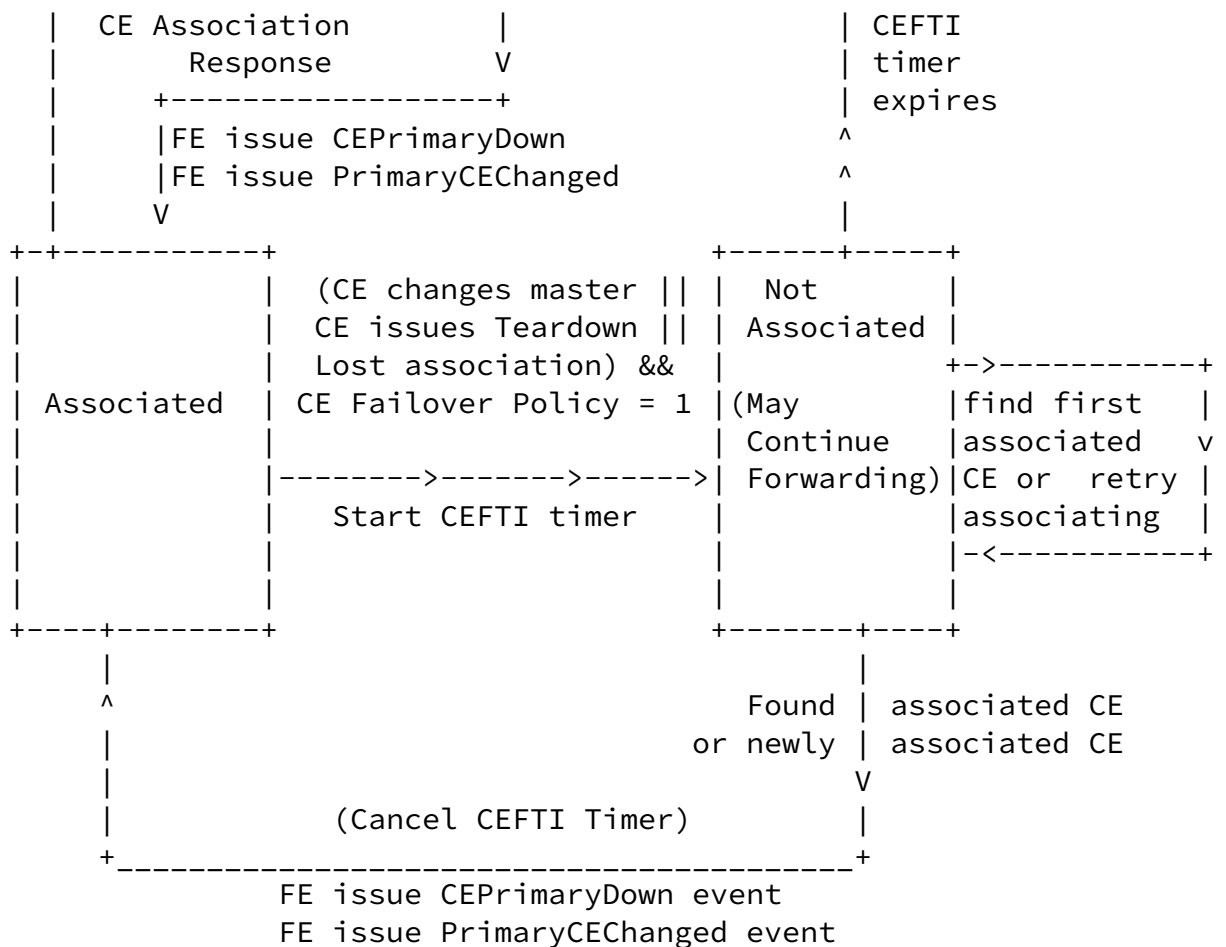 CE Association CEFTI
Response timer
expires
FE issue CEPrimaryDown
FE issue PrimaryCEChanged
(CE changes master || Not
CE issues Teardown || Associated
Lost association) &&
Associated CE Failover Policy = 1 (May find first
Continue associated
Forwarding) CE or retry
Start CEFTI timer associating
Found associated CE
or newly associated CE
(Cancel CEFTI Timer)
FE issue CEPrimaryDown event
FE issue PrimaryCEChanged event